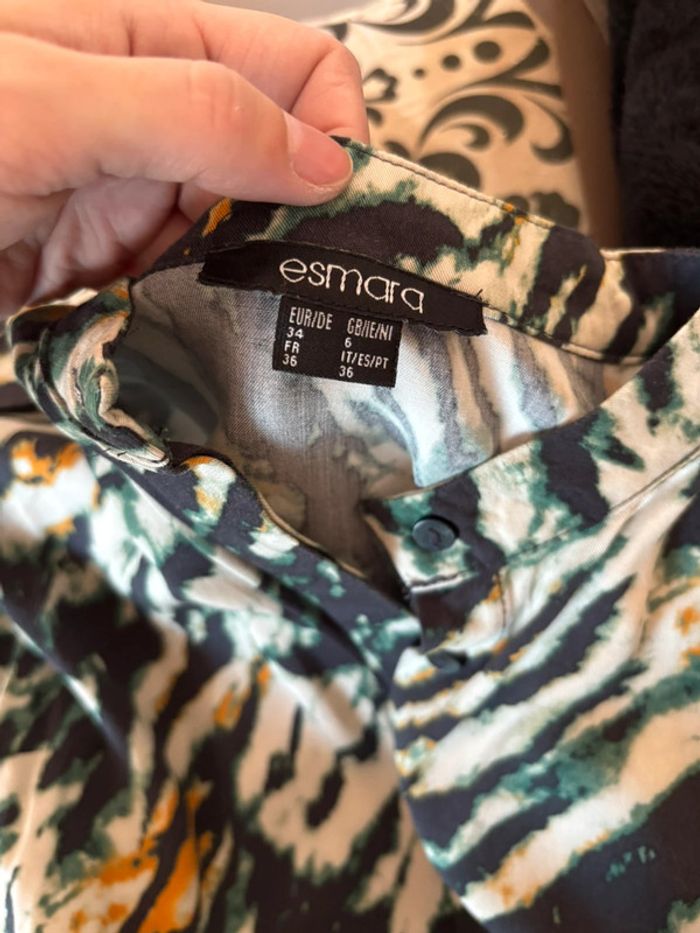 esmara
EUR/DE GB/IE/NI
34 6
FR IT/ES/PT
36 36